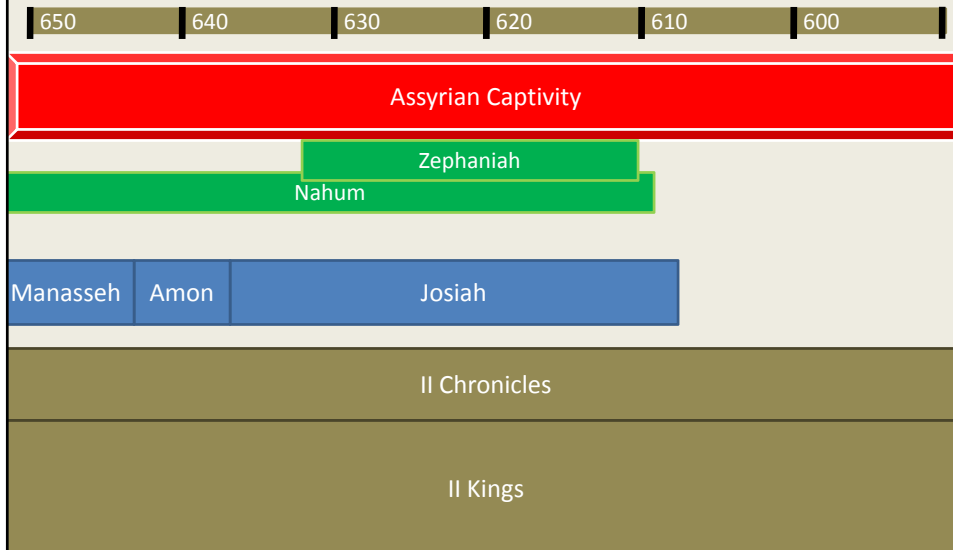 650 640 630 620 610 600
Assyrian Captivity
Zephaniah
Nahum
Manasseh Amon Josiah
II Chronicles
II Kings